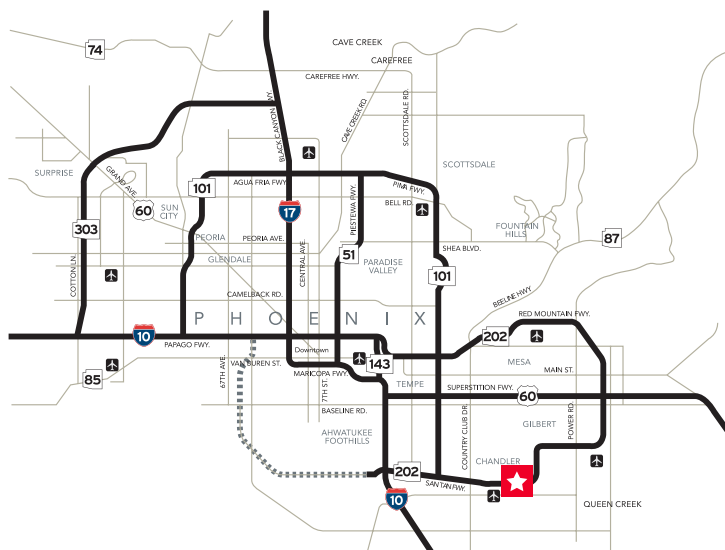 CAVE CREEK
74
CAREFREE
CAREFREE HWY.
BLACK CANYON FWY.
CAVE CREEK RD.
SCOTTSDALE RD.
SCOTTSDALE
SURPRISE
GRAND AVE.
101
AGUA FRIA FWY.
PIMA FWY.
60
SUN
CITY
17
PIESTEWA FWY.
BELL RD.
FOUNTAIN
HILLS
303
PEORIA
PEORIA AVE.
87
51
SHEA BLVD.
GLENDALE
CENTRAL AVE.
PARADISE
VALLEY
101
COTTON LN.
CAMELBACK RD.
BEELINE HWY.
PHOENIX
RED MOUNTAIN FWY.
10
PAPAGO FWY.
202
Downtown
MESA
VAN BUREN ST.
143
MAIN ST.
85
67TH AVE.
MARICOPA FWY.
7TH ST.
TEMPE
SUPERSTITION FWY.
60
BASELINE RD.
COUNTRY CLUB DR.
POWER RD.
GILBERT
AHWATUKEE
FOOTHILLS
CHANDLER
202
SAN TAN FWY.
10
QUEEN CREEK